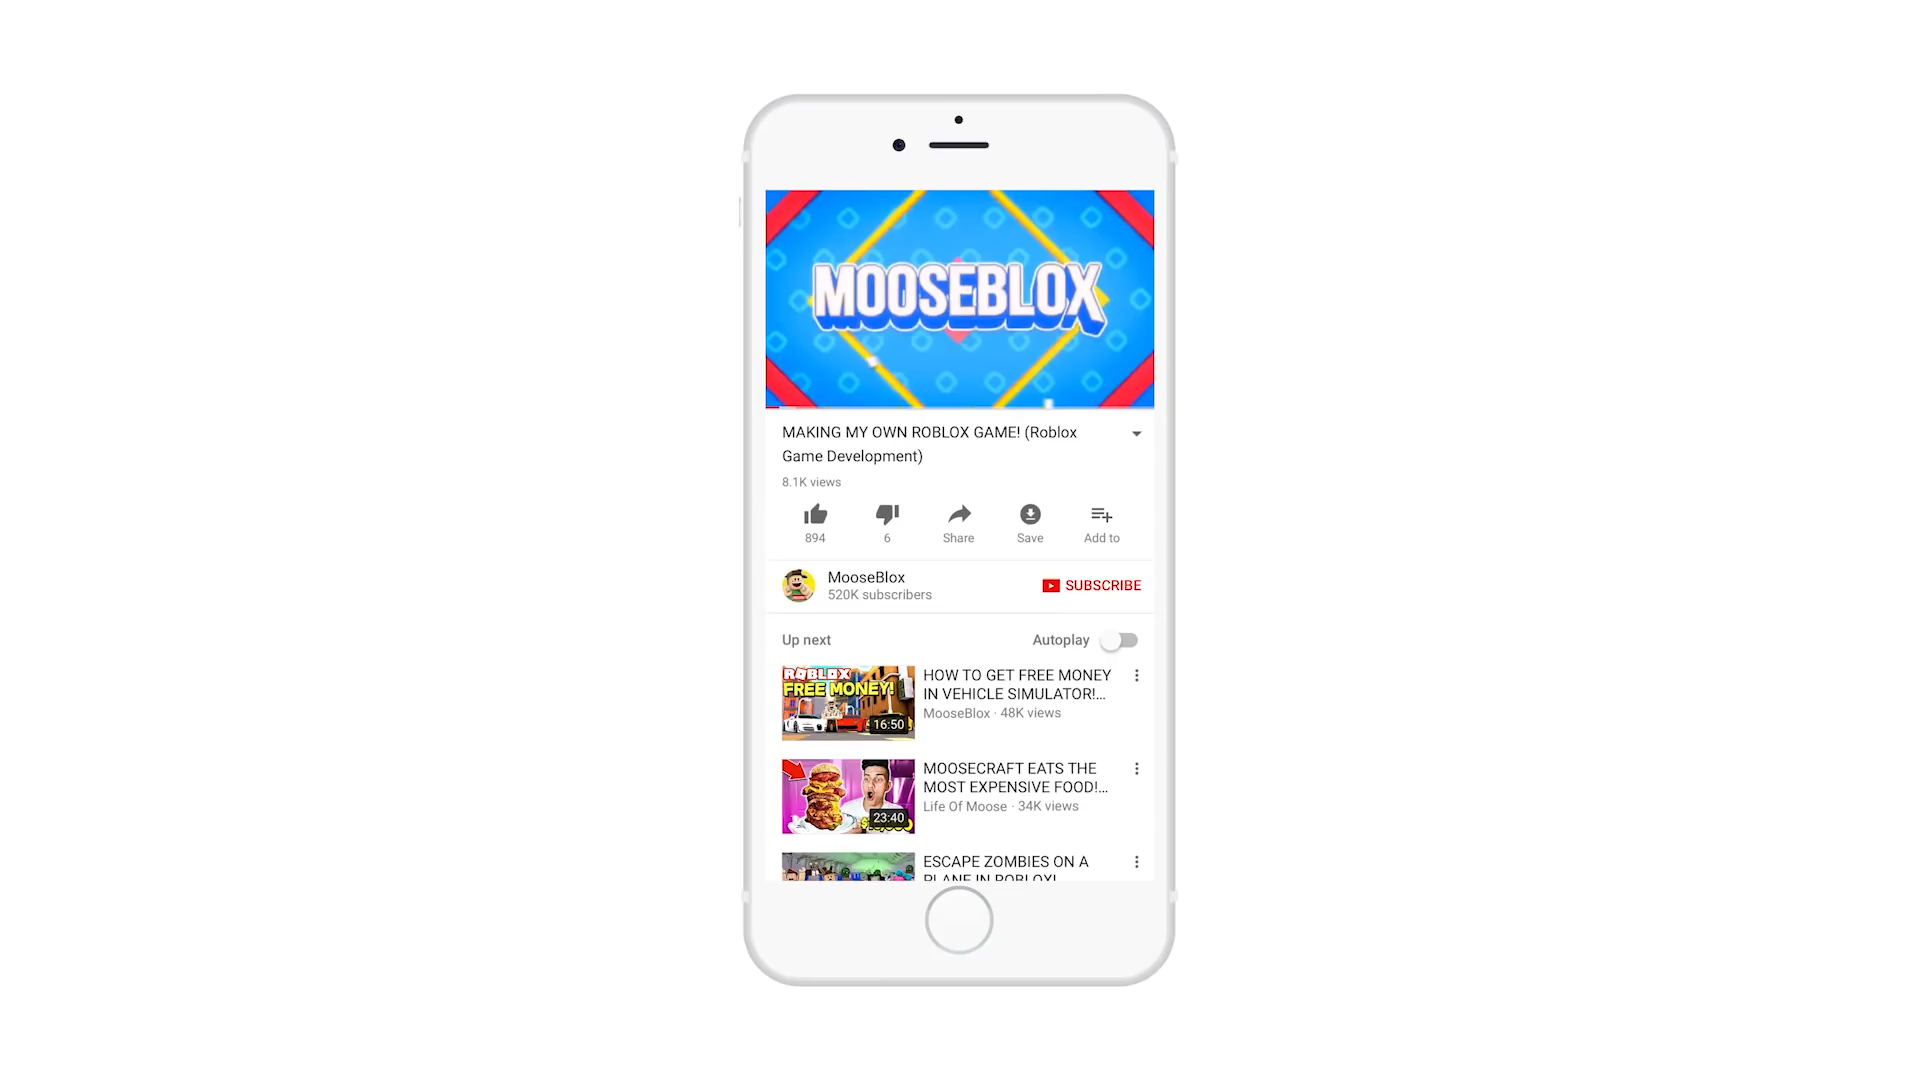 MOOSEBLOX
MAKING MY OWN ROBLOX GAME! (Roblox
Game Development)
8.1K views
894
6
Share
Save
Add to
MooseBlox
520K subscribers
SUBSCRIBE
Up next
Autoplay
ROBLOX
FREE MONEY!
16:50
HOW TO GET FREE MONEY
IN VEHICLE SIMULATOR!...
MooseBlox · 48K views
23:40
MOOSECRAFT EATS THE
MOST EXPENSIVE FOOD!...
Life Of Moose · 34K views
ESCAPE ZOMBIES ON A
PLANE IN ROBLOX!